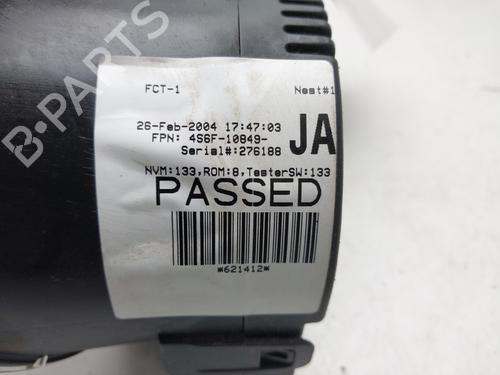 B-PARTS
FCT-1 Nest#1
26-Feb-2004 17:47:03
FPN: 4S6F-10849- JA
Serial#:276188
NVM:133,ROM:8,TesterSW:133
PASSED
*621412*